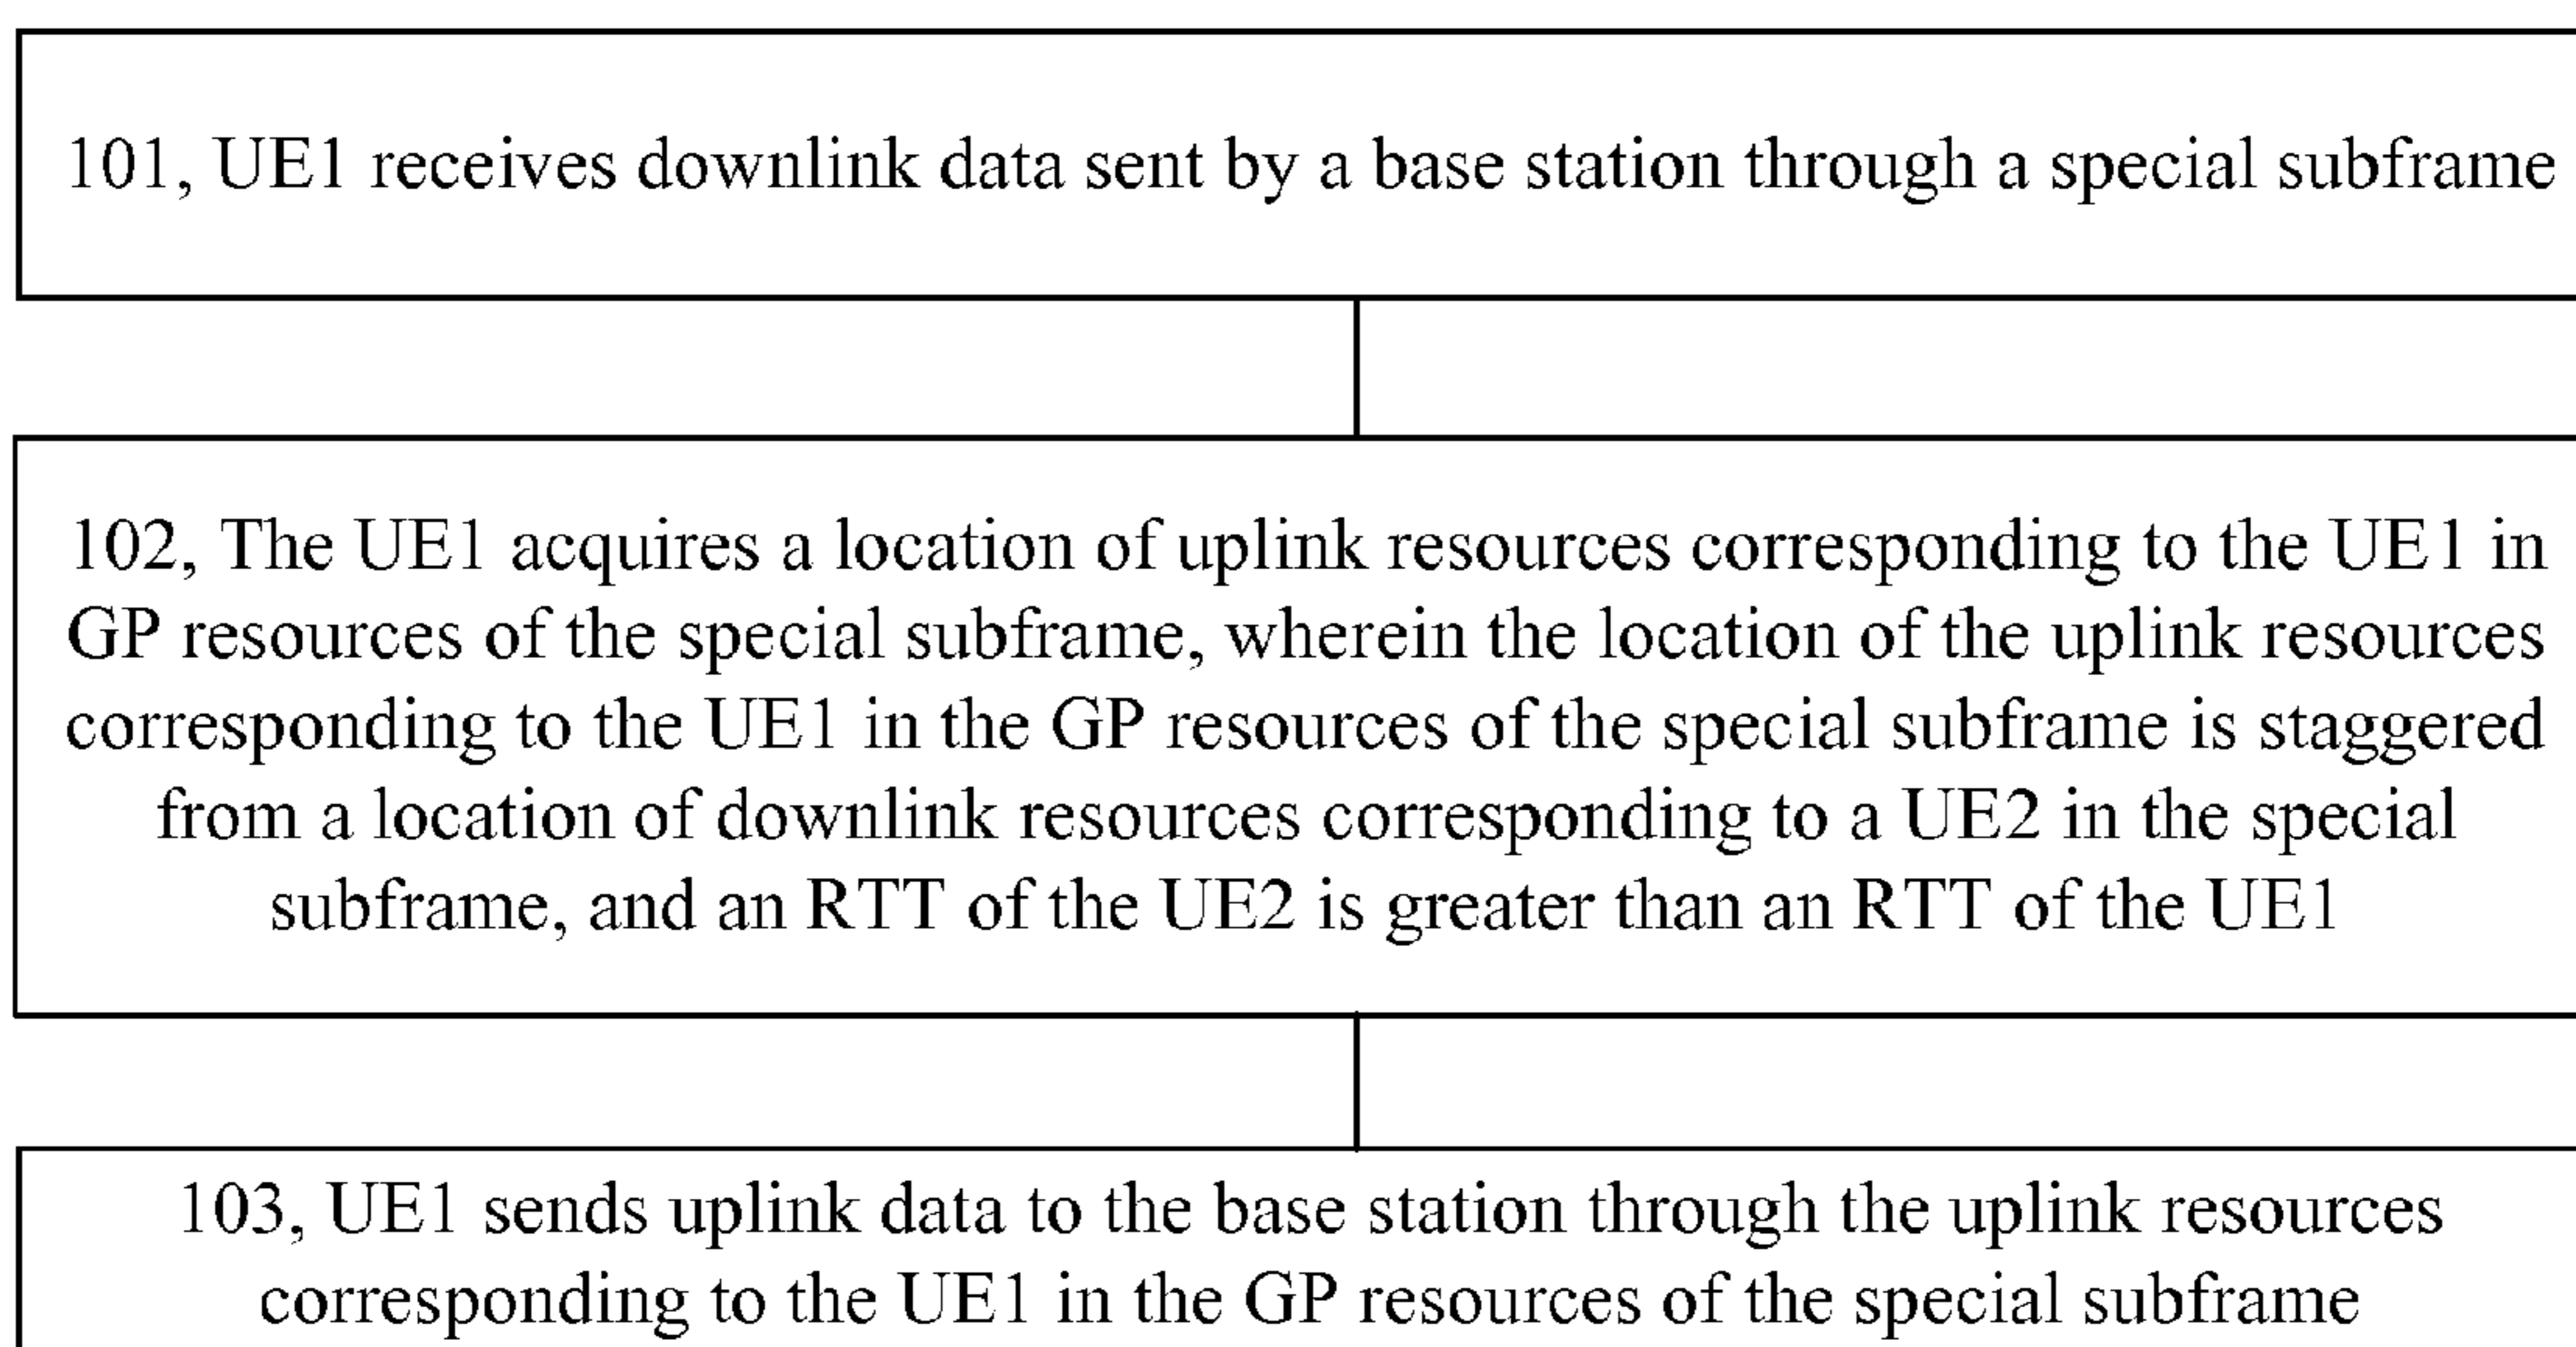 101, UE1 receives downlink data sent by a base station through a special subframe
102, The UE1 acquires a location of uplink resources corresponding to the UE1 in
GP resources of the special subframe, wherein the location of the uplink resources
corresponding to the UE1 in the GP resources of the special subframe is staggered
from a location of downlink resources corresponding to a UE2 in the special
subframe, and an RTT of the UE2 is greater than an RTT of the UE1
103, UE1 sends uplink data to the base station through the uplink resources
corresponding to the UE1 in the GP resources of the special subframe